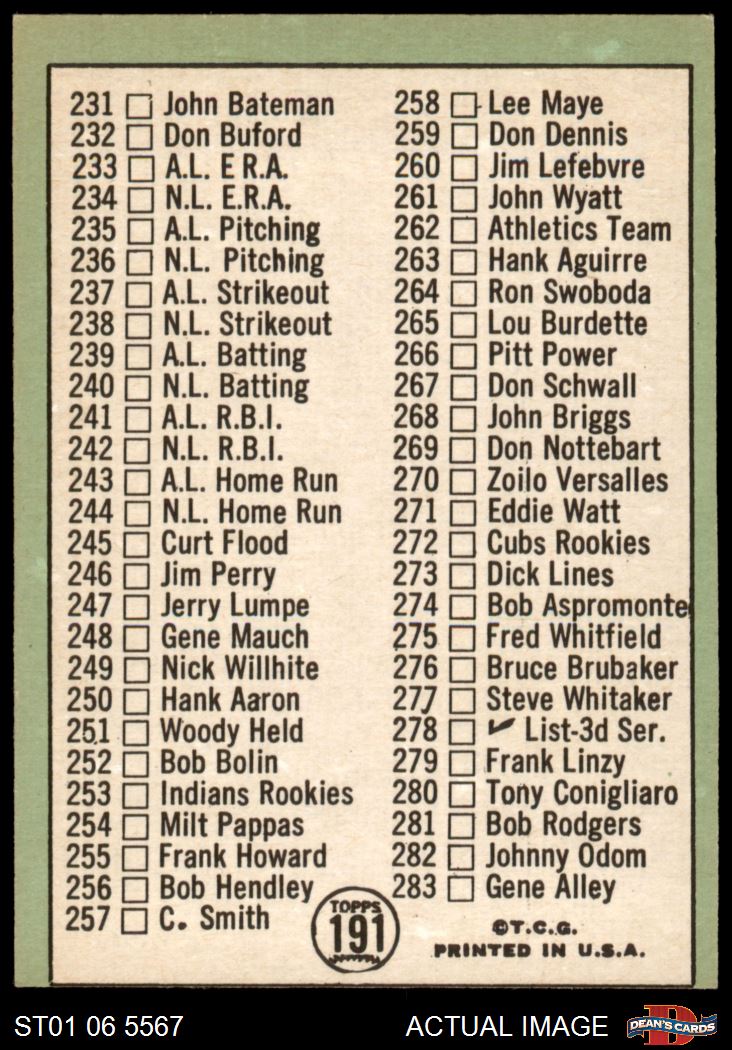 231 John Bateman
232 Don Buford
233 A.L. E R.A.
234 N.L. E.R.A.
235 A.L. Pitching
236 N.L. Pitching
237 A.L. Strikeout
238 N.L. Strikeout
239 A.L. Batting
240 N.L. Batting
241 A.L. R.B.I.
242 N.L. R.B.I.
243 A.L. Home Run
244 N.L. Home Run
245 Curt Flood
246 Jim Perry
247 Jerry Lumpe
248 Gene Mauch
249 Nick Willhite
250 Hank Aaron
251 Woody Held
252 Bob Bolin
253 Indians Rookies
254 Milt Pappas
255 Frank Howard
256 Bob Hendley
257 C. Smith
258 Lee Maye
259 Don Dennis
260 Jim Lefebvre
261 John Wyatt
262 Athletics Team
263 Hank Aguirre
264 Ron Swoboda
265 Lou Burdette
266 Pitt Power
267 Don Schwall
268 John Briggs
269 Don Nottebart
270 Zoilo Versalles
271 Eddie Watt
272 Cubs Rookies
273 Dick Lines
274 Bob Aspromonte
275 Fred Whitfield
276 Bruce Brubaker
277 Steve Whitaker
278 ✓ List-3d Ser.
279 Frank Linzy
280 Tony Conigliaro
281 Bob Rodgers
282 Johnny Odom
283 Gene Alley
TOPPS
191
©T.C.G.
PRINTED IN U.S.A.
ST01 06 5567
ACTUAL IMAGE
D
DEAN'S CARDS